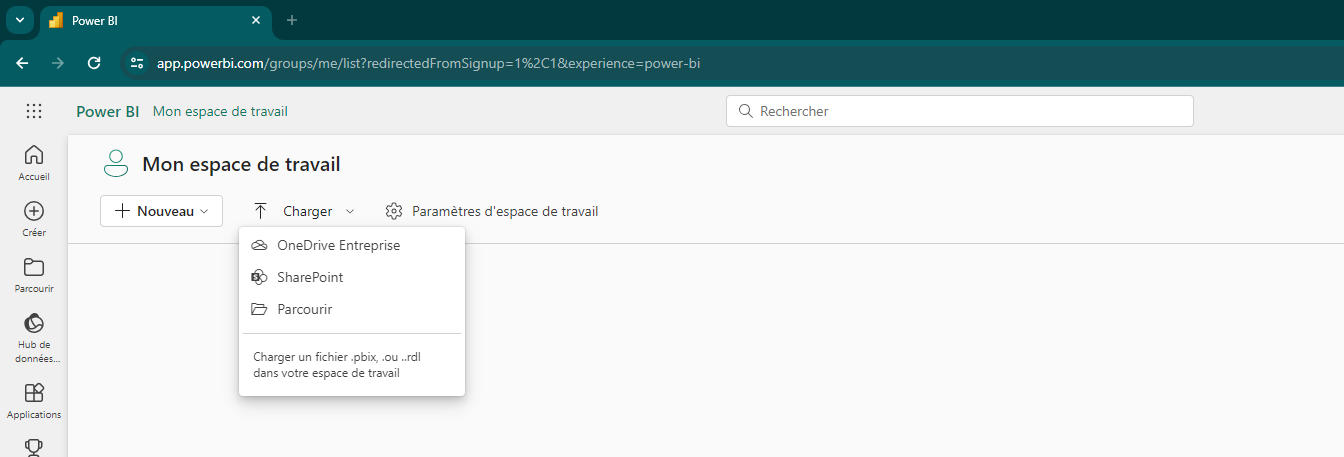 Power BI
app.powerbi.com/groups/me/list?redirectedFromSignup=1%2C1&experience=power-bi
Power BI Mon espace de travail
Rechercher
Accueil
Créer
Parcourir
Hub de
données...
Applications
Mon espace de travail
Nouveau
Charger
Paramètres d'espace de travail
OneDrive Entreprise
SharePoint
Parcourir
Charger un fichier .pbix, .ou ..rdl
dans votre espace de travail